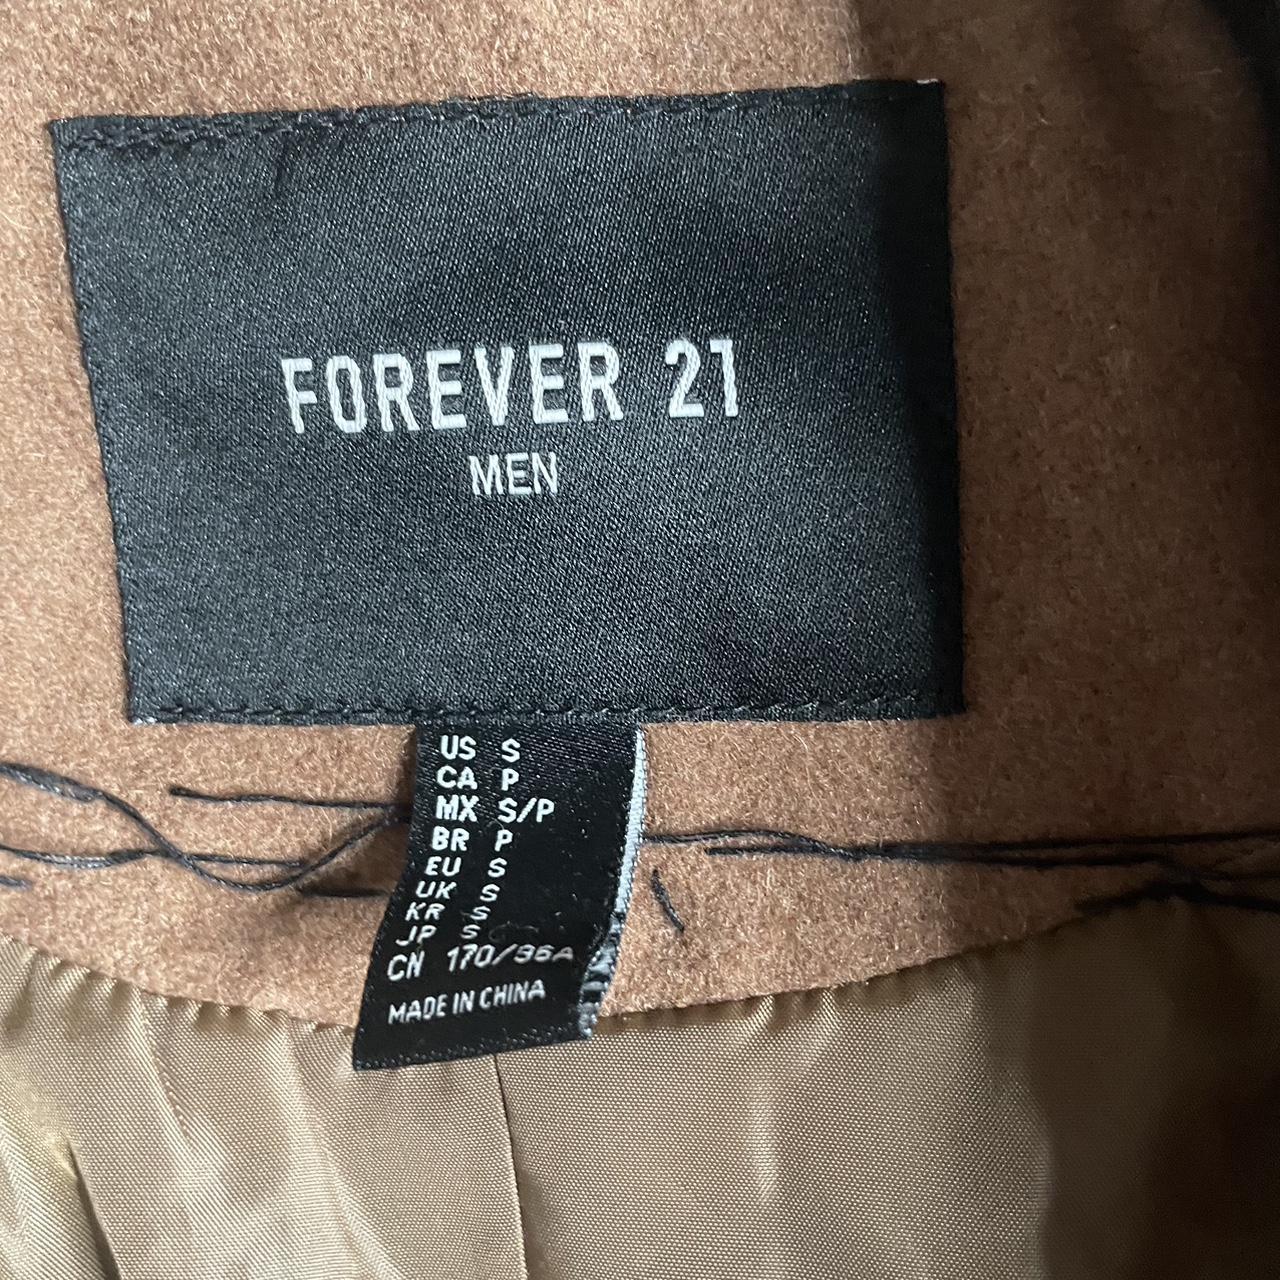 FOREVER 21
MEN
US S
CA P
MX S/P
BR P
EU S
UK S
KR S
JP S
CN 170/96A
MADE IN CHINA